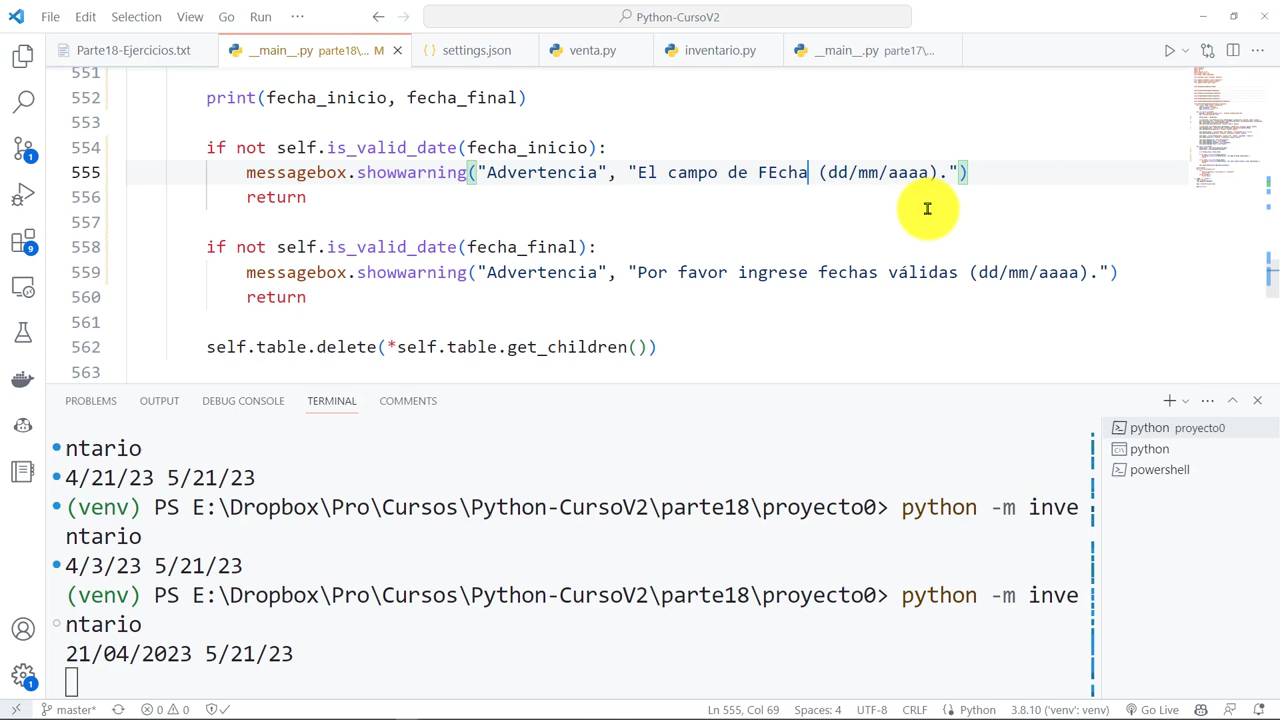 File Edit Selection View Go Run ··· Python-CursoV2
Parte18-Ejercicios.txt __main__.py parte18\... M settings.json venta.py inventario.py __main__.py parte17\...
551
552 print(fecha_inicio, fecha_fin
553
554 if not self.is_valid_date(fecha_inicio):
555 messagebox.showwarning("Advertencia", "El campo de Fhna (dd/mm/aaaa)
556 return
557
558 if not self.is_valid_date(fecha_final):
559 messagebox.showwarning("Advertencia", "Por favor ingrese fechas válidas (dd/mm/aaaa).")
560 return
561
562 self.table.delete(*self.table.get_children())
563
PROBLEMS OUTPUT DEBUG CONSOLE TERMINAL COMMENTS
ntario
4/21/23 5/21/23
(venv) PS E:\Dropbox\Pro\Cursos\Python-CursoV2\parte18\proyecto0> python -m inve
ntario
4/3/23 5/21/23
(venv) PS E:\Dropbox\Pro\Cursos\Python-CursoV2\parte18\proyecto0> python -m inve
ntario
21/04/2023 5/21/23
python proyecto0
python
powershell
1
9
1
master* 0 0 Ln 555, Col 69 Spaces: 4 UTF-8 CRLF Python 3.8.10 ('venv': venv) Go Live